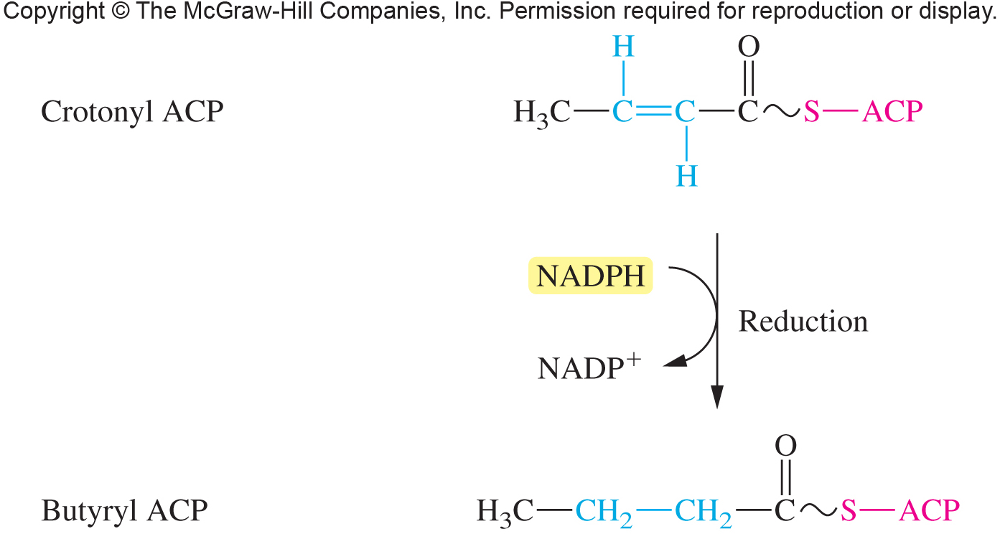 Copyright © The McGraw-Hill Companies, Inc. Permission required for reproduction or display.
H O
Crotonyl ACP H₃C—C=C—C~S—ACP
H
NADPH
Reduction
NADP⁺
O
Butyryl ACP H₃C—CH₂—CH₂—C~S—ACP